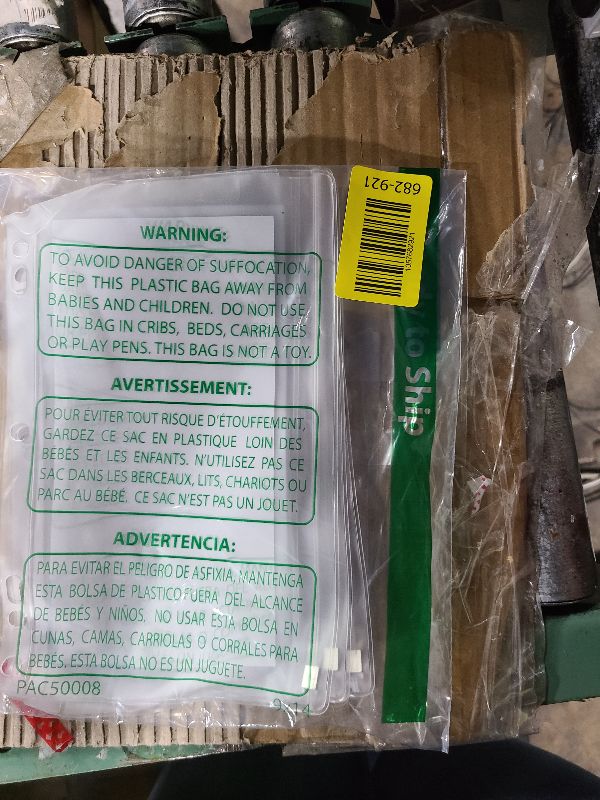 WARNING:
TO AVOID DANGER OF SUFFOCATION,
KEEP THIS PLASTIC BAG AWAY FROM
BABIES AND CHILDREN. DO NOT USE
THIS BAG IN CRIBS, BEDS, CARRIAGES
OR PLAY PENS. THIS BAG IS NOT A TOY.
AVERTISSEMENT:
POUR ÉVITER TOUT RISQUE D'ÉTOUFFEMENT,
GARDEZ CE SAC EN PLASTIQUE LOIN DES
BÉBÉS ET LES ENFANTS. N'UTILISEZ PAS CE
SAC DANS LES BERCEAUX, LITS, CHARIOTS OU
PARC AU BÉBÉ. CE SAC N'EST PAS UN JOUET.
ADVERTENCIA:
PARA EVITAR EL PELIGRO DE ASFIXIA, MANTENGA
ESTA BOLSA DE PLASTICO FUERA DEL ALCANCE
DE BEBÉS Y NIÑOS. NO USAR ESTA BOLSA EN
CUNAS, CAMAS, CARRIOLAS O CORRALES PARA
BEBÉS. ESTA BOLSA NO ES UN JUGUETE.
PAC50008
682-921
to Ship